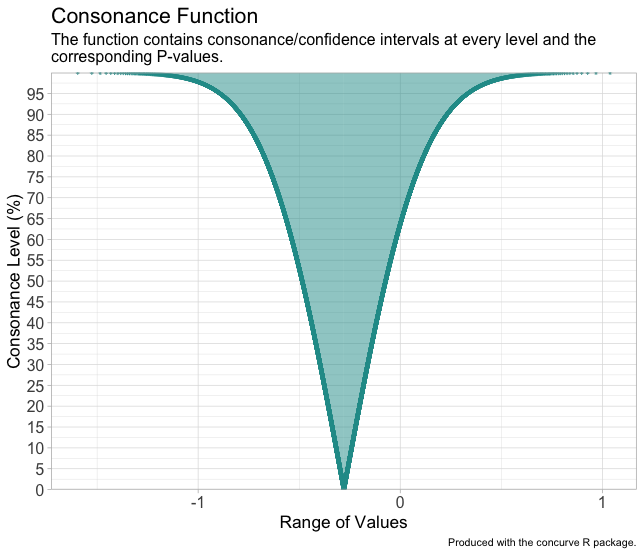 Consonance Function
The function contains consonance/confidence intervals at every level and the
corresponding P-values.
Consonance Level (%)
95
90
85
80
75
70
65
60
55
50
45
40
35
30
25
20
15
10
5
0
-1 0 1
Range of Values
Produced with the concurve R package.